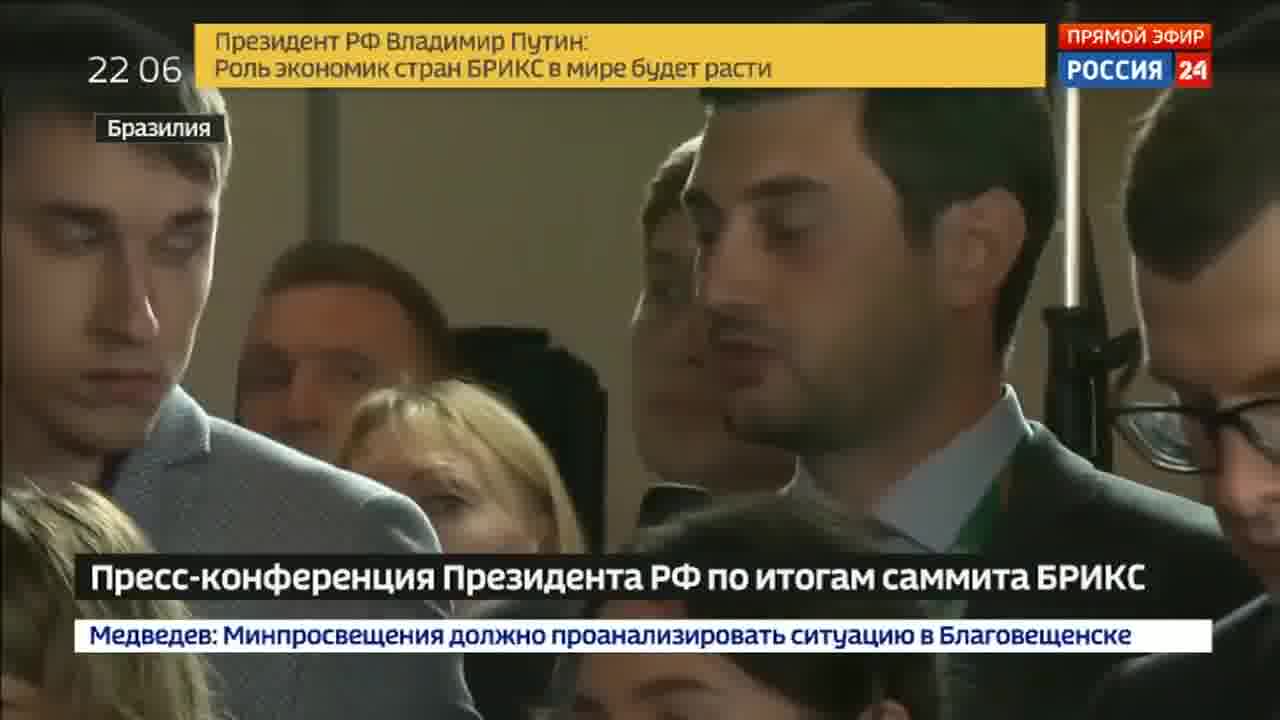 22 06
Президент РФ Владимир Путин:
Роль экономик стран БРИКС в мире будет расти
ПРЯМОЙ ЭФИР
РОССИЯ 24
Бразилия
Пресс-конференция Президента РФ по итогам саммита БРИКС
Медведев: Минпросвещения должно проанализировать ситуацию в Благовещенске